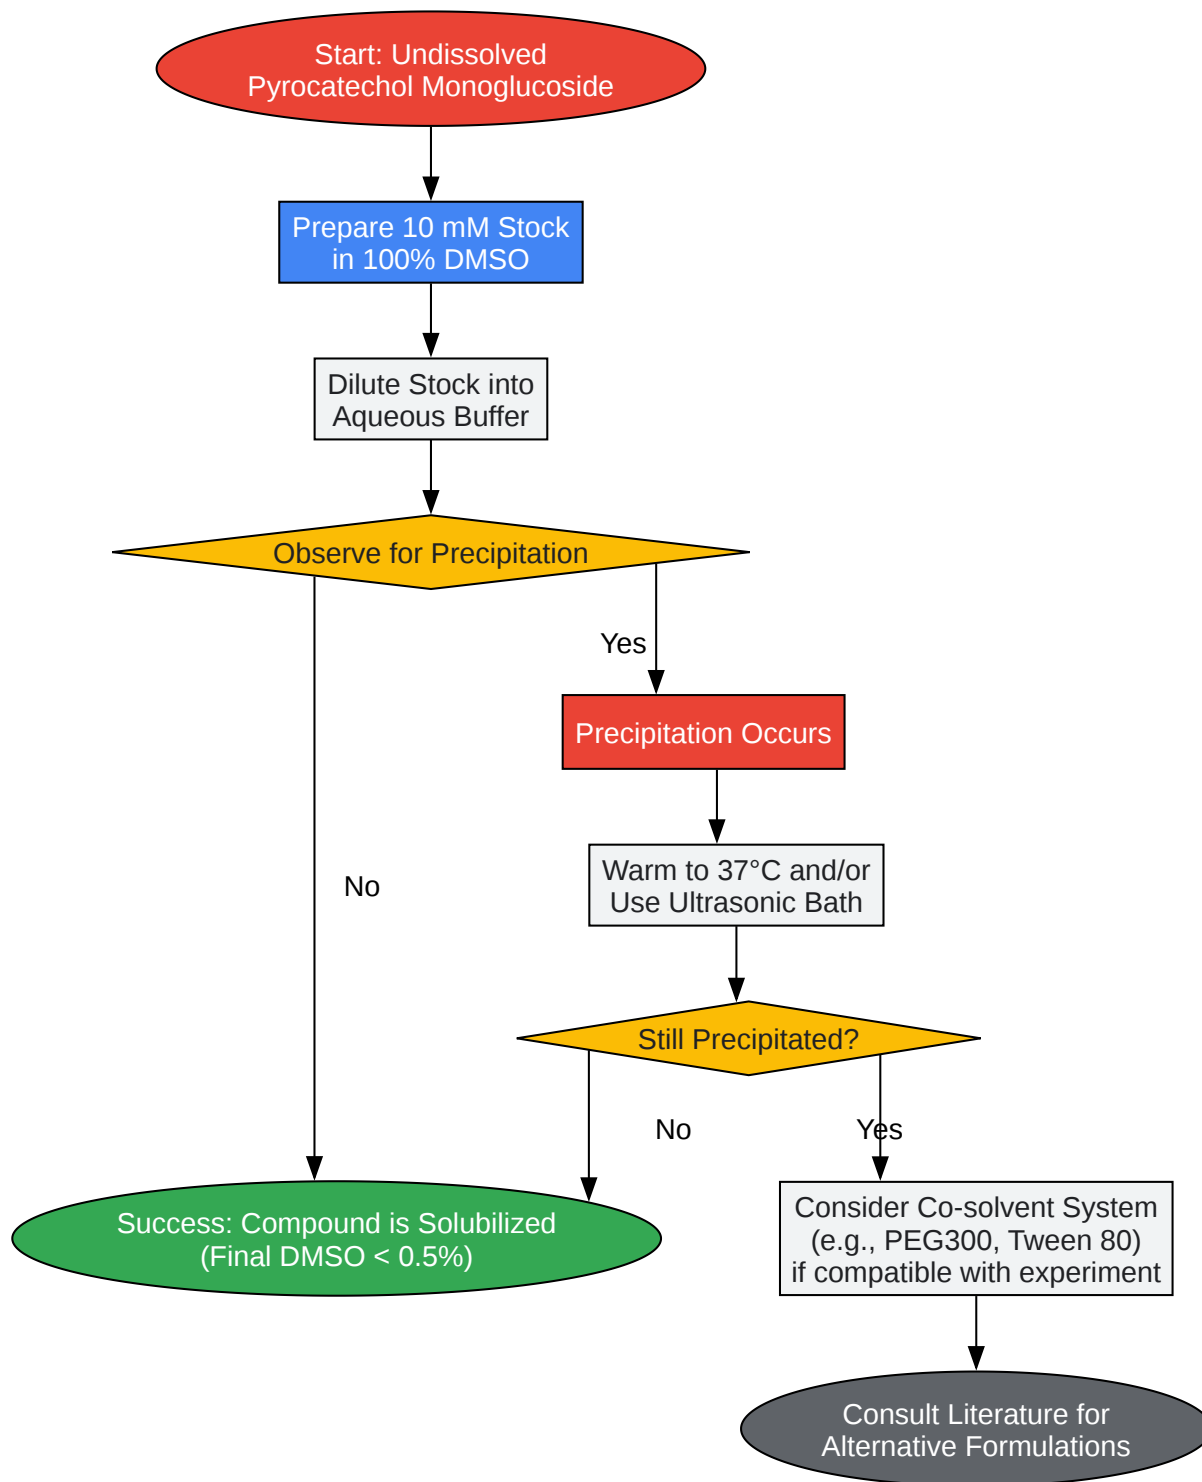 Start: Undissolved
Pyrocatechol Monoglucoside
Prepare 10 mM Stock
in 100% DMSO
Dilute Stock into
Aqueous Buffer
Observe for Precipitation
Yes
Precipitation Occurs
Warm to 37°C and/or
Use Ultrasonic Bath
No
Still Precipitated?
No
Yes
Success: Compound is Solubilized
(Final DMSO < 0.5%)
Consider Co-solvent System
(e.g., PEG300, Tween 80)
if compatible with experiment
Consult Literature for
Alternative Formulations